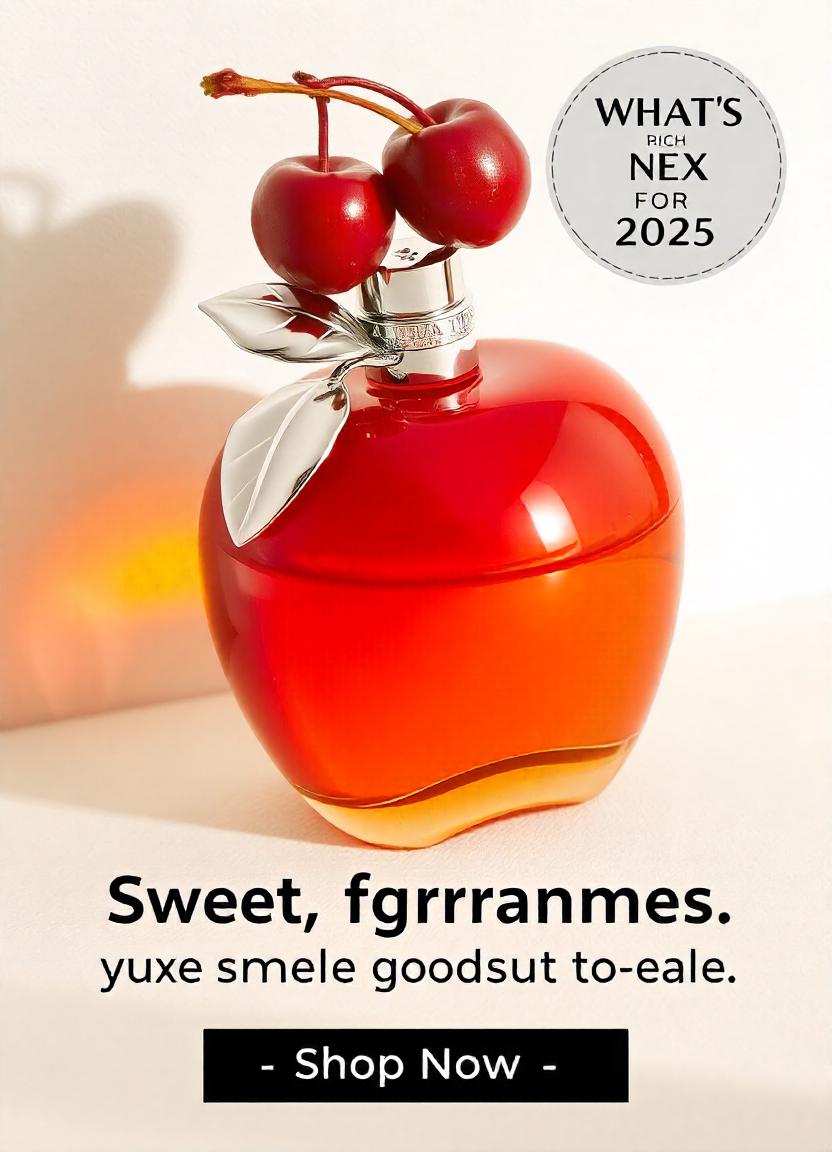 WHAT'S
RICH
NEX
FOR
2025
Sweet, fgrrranmes.
yuxe smele goodsut to-eale.
- Shop Now -